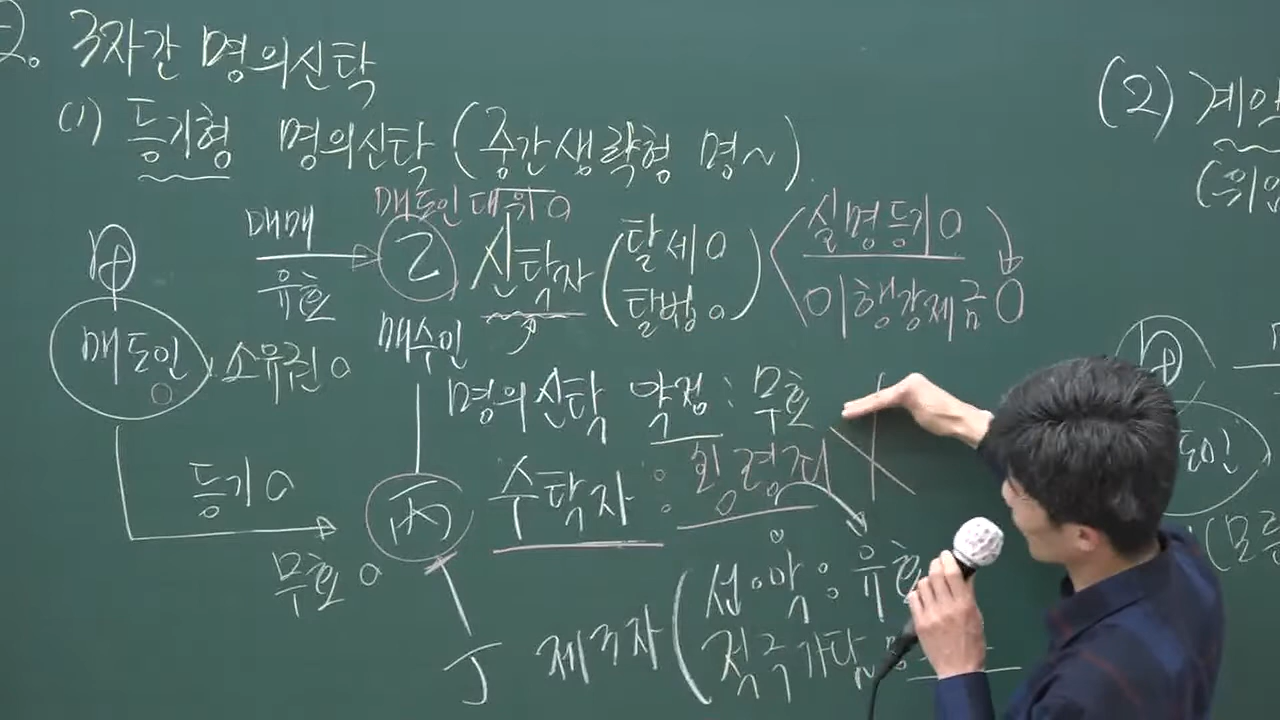 2. 3자간 명의신탁
(1) 등기형 명의신탁 (중간생략형 명~)
(2) 계약
매도인 대위 o
甲 매매 유효 乙 신탁자 (탈세 o 탈법 o) 실명등기 o
이행강제금 O
매도인 소유권 o 매수인
명의신탁 약정 : 무효 X
등기 o 丙 수탁자 : 횡령죄
무효 o
丁 제3자 (선·악 : 유효
적극가담
甲
도인